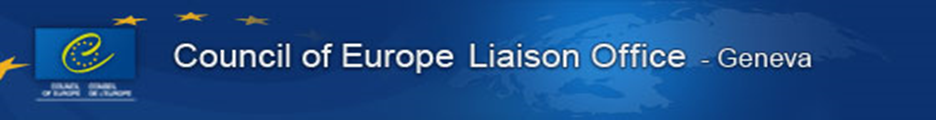 Council of Europe Liaison Office - Geneva
COUNCIL CONSEIL
OF EUROPE DE L'EUROPE